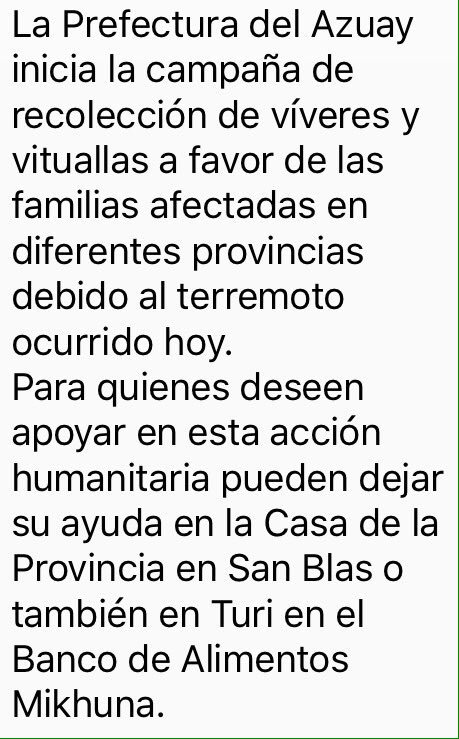 La Prefectura del Azuay
inicia la campaña de
recolección de víveres y
vituallas a favor de las
familias afectadas en
diferentes provincias
debido al terremoto
ocurrido hoy.
Para quienes deseen
apoyar en esta acción
humanitaria pueden dejar
su ayuda en la Casa de la
Provincia en San Blas o
también en Turi en el
Banco de Alimentos
Mikhuna.